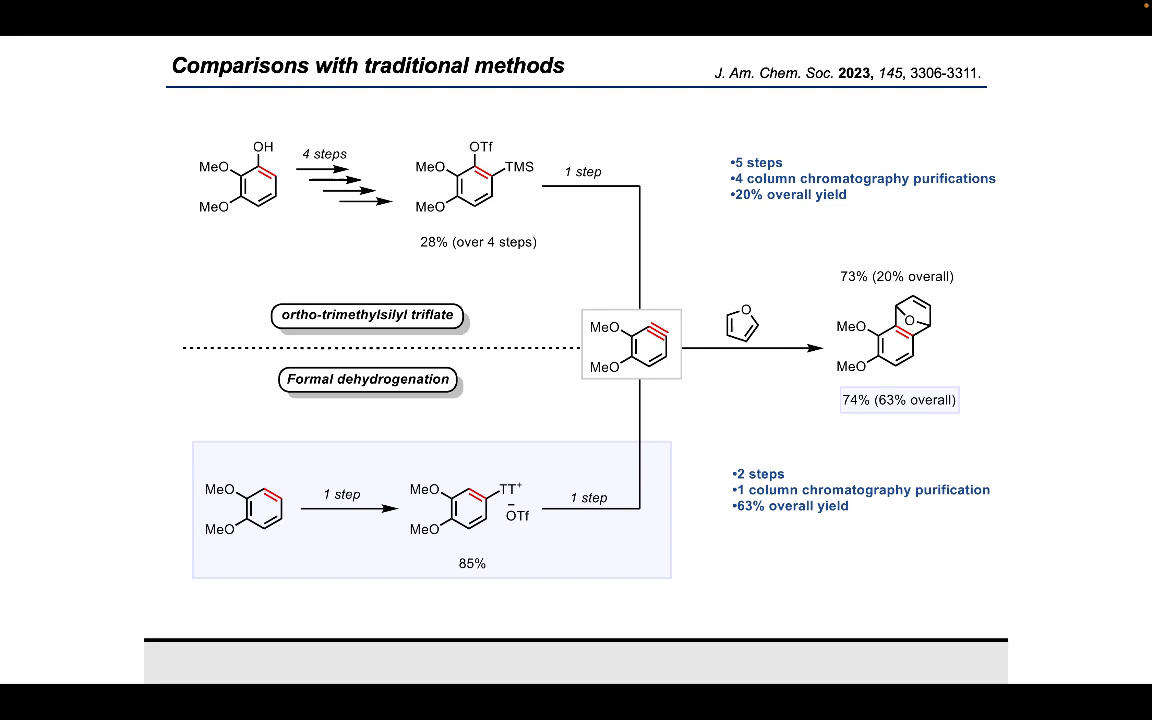 Comparisons with traditional methods
J. Am. Chem. Soc. 2023, 145, 3306-3311.
OH
MeO
MeO
4 steps
OTf
MeO
TMS
MeO
28% (over 4 steps)
1 step
•5 steps
•4 column chromatography purifications
•20% overall yield
ortho-trimethylsilyl triflate
Formal dehydrogenation
MeO
MeO
O
73% (20% overall)
MeO
O
MeO
74% (63% overall)
MeO
MeO
1 step
MeO
TT+
−
OTf
MeO
85%
1 step
•2 steps
•1 column chromatography purification
•63% overall yield